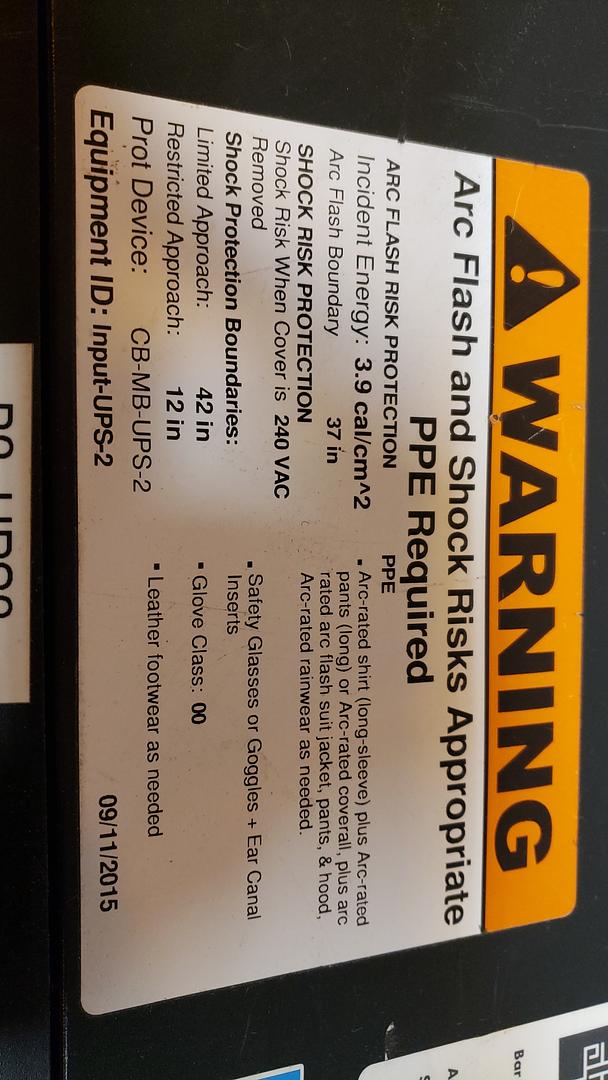 WARNING
Arc Flash and Shock Risks Appropriate
PPE Required
ARC FLASH RISK PROTECTION
Incident Energy: 3.9 cal/cm^2
Arc Flash Boundary 37 in
SHOCK RISK PROTECTION
Shock Risk When Cover is 240 VAC
Removed
Shock Protection Boundaries:
Limited Approach: 42 in
Restricted Approach: 12 in
Prot Device: CB-MB-UPS-2
Equipment ID: Input-UPS-2
PPE
▪ Arc-rated shirt (long-sleeve) plus Arc-rated
pants (long) or Arc-rated coverall, plus arc
rated arc flash suit jacket, pants, & hood,
Arc-rated rainwear as needed.
▪ Safety Glasses or Goggles + Ear Canal
Inserts
▪ Glove Class: 00
▪ Leather footwear as needed
09/11/2015
Bar